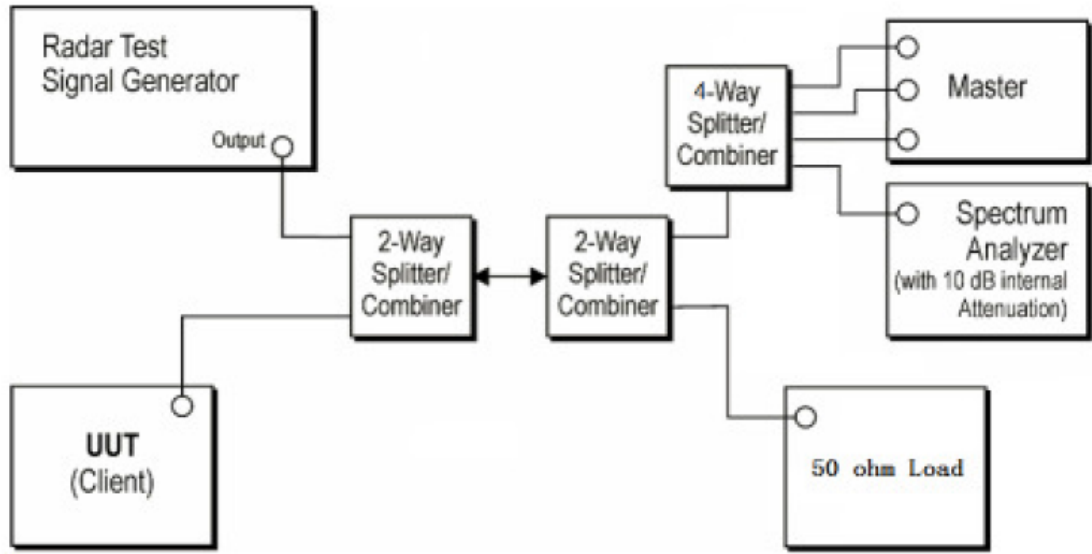 Radar Test
Signal Generator
Output
4-Way
Splitter/
Combiner
Master
2-Way
Splitter/
Combiner
2-Way
Splitter/
Combiner
Spectrum
Analyzer
(with 10 dB internal
Attenuation)
UUT
(Client)
50 ohm Load